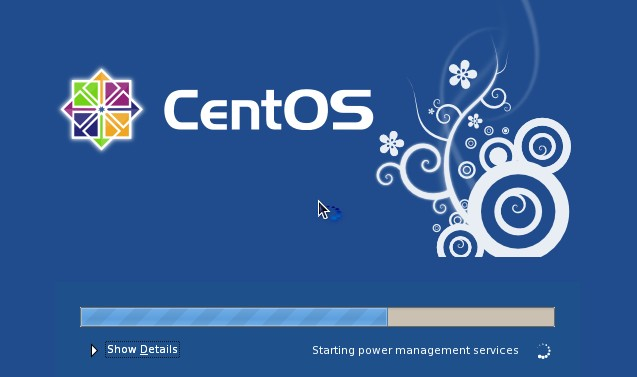 CentOS
Show Details
Starting power management services